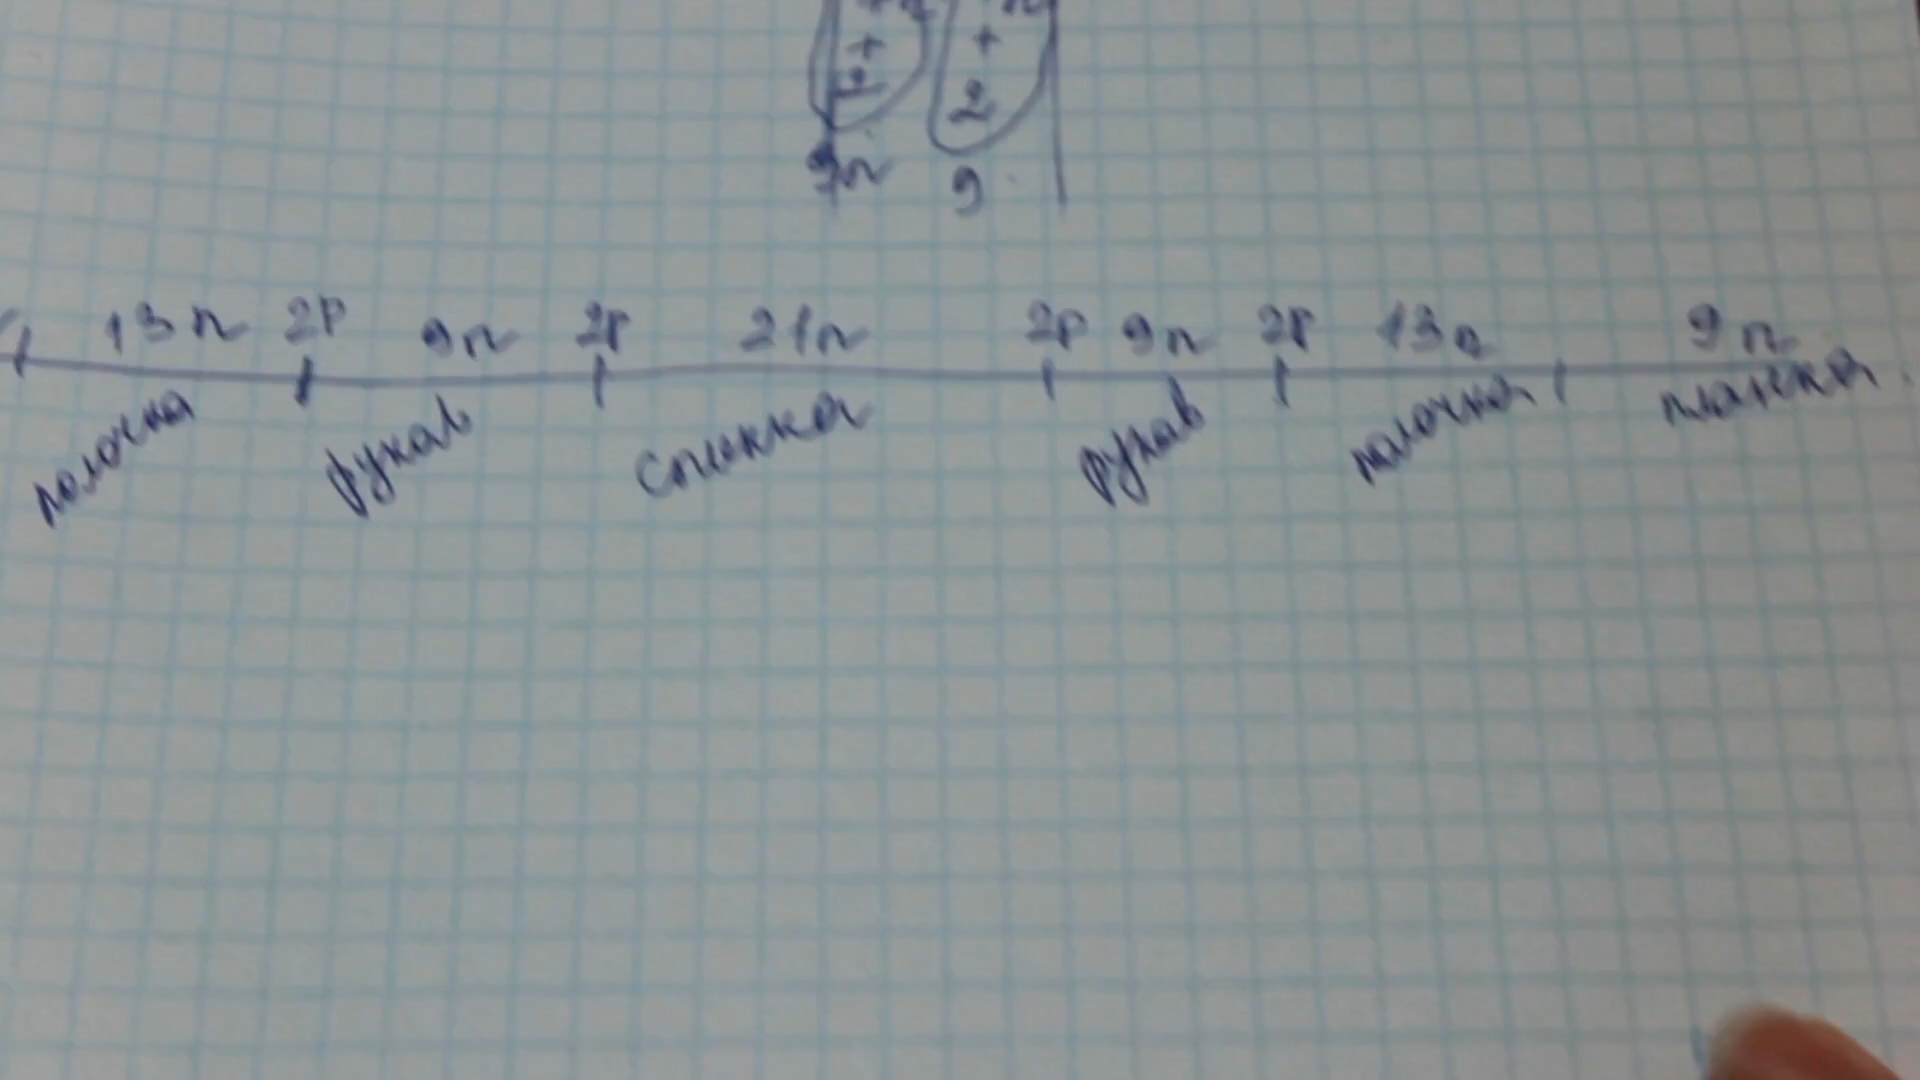 + +
2 2
9п 9
13п 2р 9п 2р 21п 2р 9п 2р 13п 9п
полочка рукав спинка рукав полочка планка.